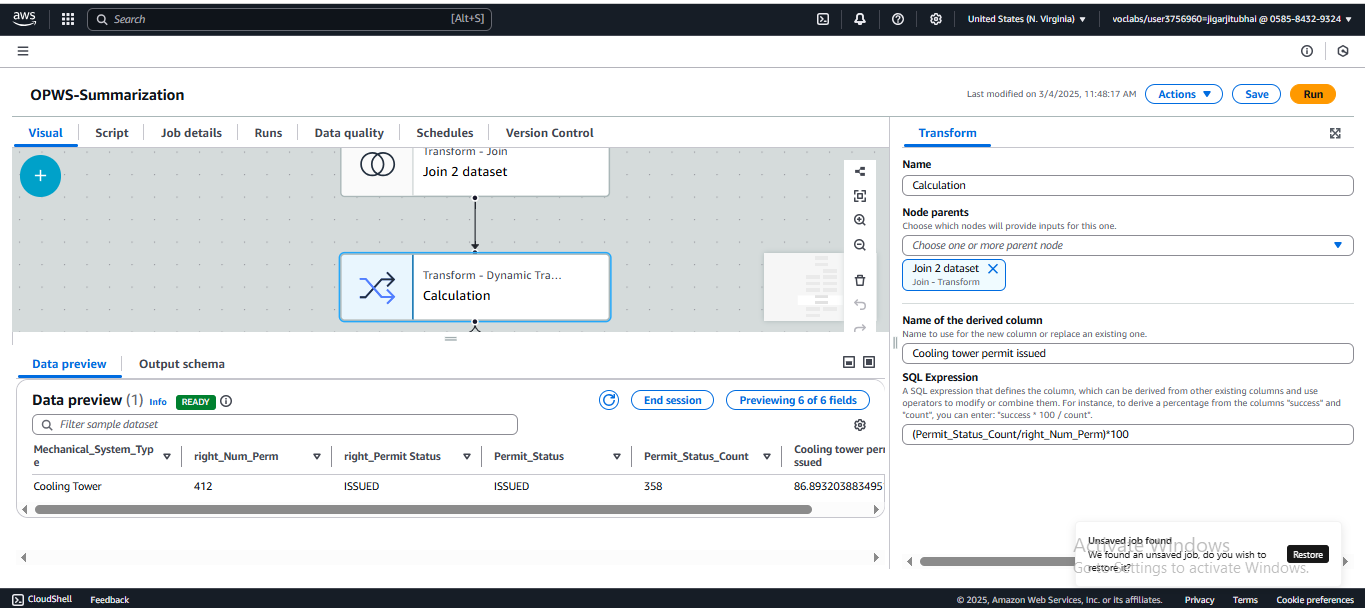 aws
Search
[Alt+S]
United States (N. Virginia)
voclabs/user3756960=jigarjitubhai @ 0585-8432-9324
OPWS-Summarization
Last modified on 3/4/2025, 11:48:17 AM
Actions
Save
Run
Visual
Script
Job details
Runs
Data quality
Schedules
Version Control
Transform - Join
Join 2 dataset
Transform - Dynamic Tra...
Calculation
Data preview
Output schema
Data preview (1) Info READY
End session
Previewing 6 of 6 fields
Filter sample dataset
Mechanical_System_Typ
e
right_Num_Perm
right_Permit Status
Permit_Status
Permit_Status_Count
Cooling tower peri
ssued
Cooling Tower
412
ISSUED
ISSUED
358
86.893203883495
Transform
Name
Calculation
Node parents
Choose which nodes will provide inputs for this one.
Choose one or more parent node
Join 2 dataset
Join - Transform
Name of the derived column
Name to use for the new column or replace an existing one.
Cooling tower permit issued
SQL Expression
A SQL expression that defines the column, which can be derived from other existing columns and use
operators to modify or combine them. For instance, to derive a percentage from the columns "success" and
"count", you can enter: "success * 100 / count".
(Permit_Status_Count/right_Num_Perm)*100
Unsaved job found
We found an unsaved job, do you wish to
restore it?
Restore
Activate Windows
Go to Settings to activate Windows.
CloudShell
Feedback
© 2025, Amazon Web Services, Inc. or its affiliates.
Privacy
Terms
Cookie preferences